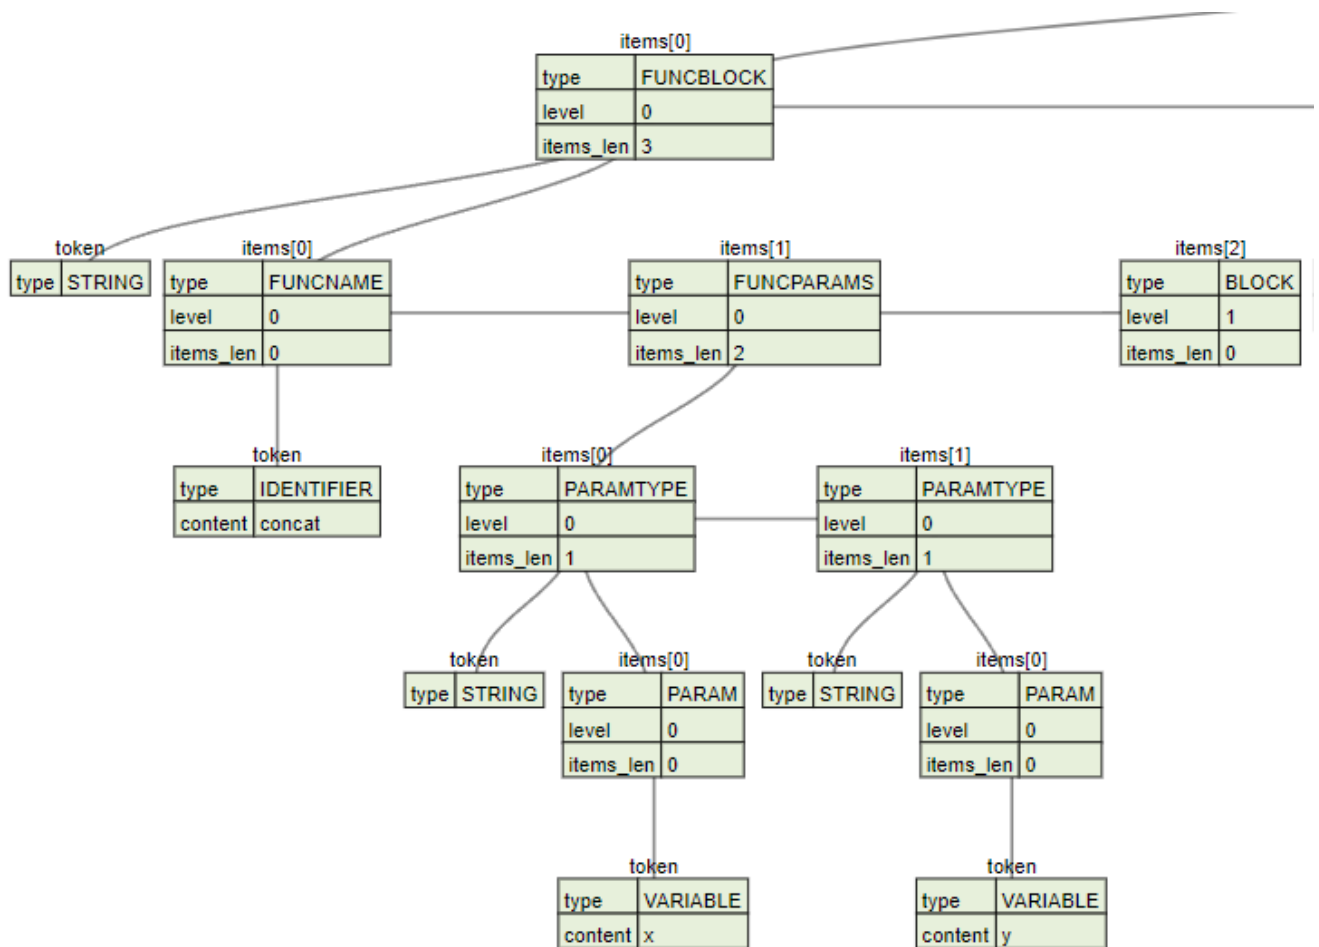 items[0]
type FUNCBLOCK
level 0
items_len 3
token
type STRING
items[0]
type FUNCNAME
level 0
items_len 0
items[1]
type FUNCPARAMS
level 0
items_len 2
items[2]
type BLOCK
level 1
items_len 0
token
type IDENTIFIER
content concat
items[0]
type PARAMTYPE
level 0
items_len 1
items[1]
type PARAMTYPE
level 0
items_len 1
token
type STRING
items[0]
type PARAM
level 0
items_len 0
token
type STRING
items[0]
type PARAM
level 0
items_len 0
token
type VARIABLE
content x
token
type VARIABLE
content y